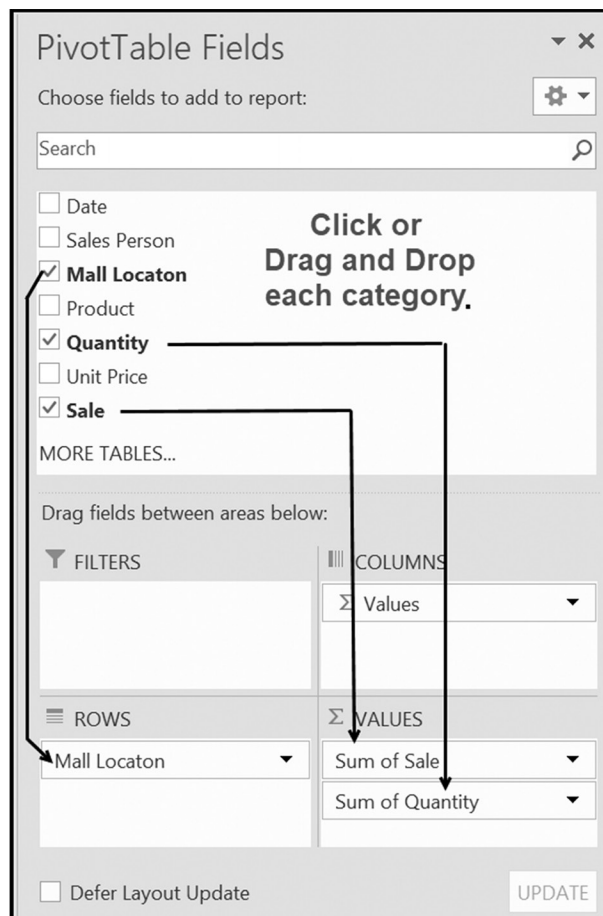 PivotTable Fields
Choose fields to add to report:
Search
Date
Sales Person
Mall Locaton
Product
Quantity
Unit Price
Sale
MORE TABLES...
Click or
Drag and Drop
each category.
Drag fields between areas below:
FILTERS
COLUMNS
Σ Values
ROWS
Mall Locaton
Σ VALUES
Sum of Sale
Sum of Quantity
Defer Layout Update
UPDATE